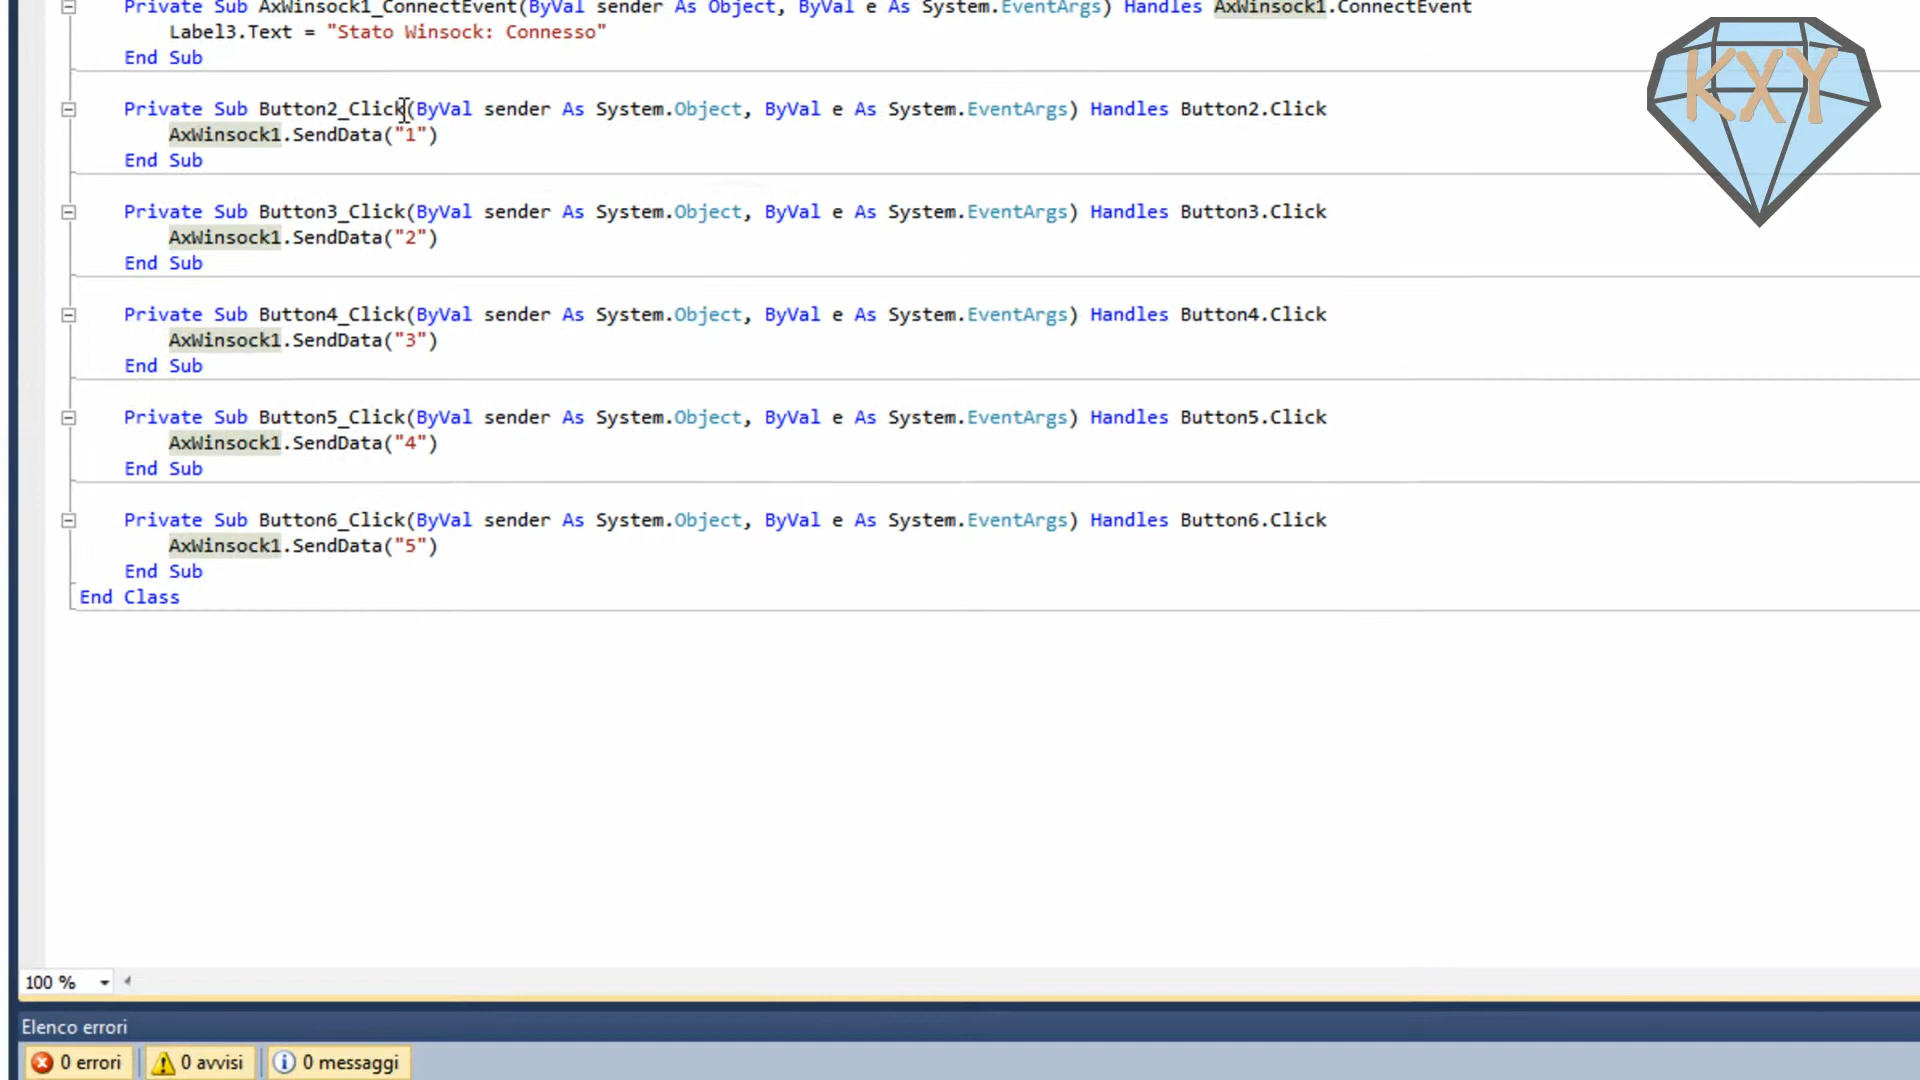 Private Sub AxWinsock1_ConnectEvent(ByVal sender As Object, ByVal e As System.EventArgs) Handles AxWinsock1.ConnectEvent
Label3.Text = "Stato Winsock: Connesso"
End Sub
KXY
Private Sub Button2_Click(ByVal sender As System.Object, ByVal e As System.EventArgs) Handles Button2.Click
AxWinsock1.SendData("1")
End Sub
Private Sub Button3_Click(ByVal sender As System.Object, ByVal e As System.EventArgs) Handles Button3.Click
AxWinsock1.SendData("2")
End Sub
Private Sub Button4_Click(ByVal sender As System.Object, ByVal e As System.EventArgs) Handles Button4.Click
AxWinsock1.SendData("3")
End Sub
Private Sub Button5_Click(ByVal sender As System.Object, ByVal e As System.EventArgs) Handles Button5.Click
AxWinsock1.SendData("4")
End Sub
Private Sub Button6_Click(ByVal sender As System.Object, ByVal e As System.EventArgs) Handles Button6.Click
AxWinsock1.SendData("5")
End Sub
End Class
100 %
Elenco errori
0 errori 0 avvisi 0 messaggi